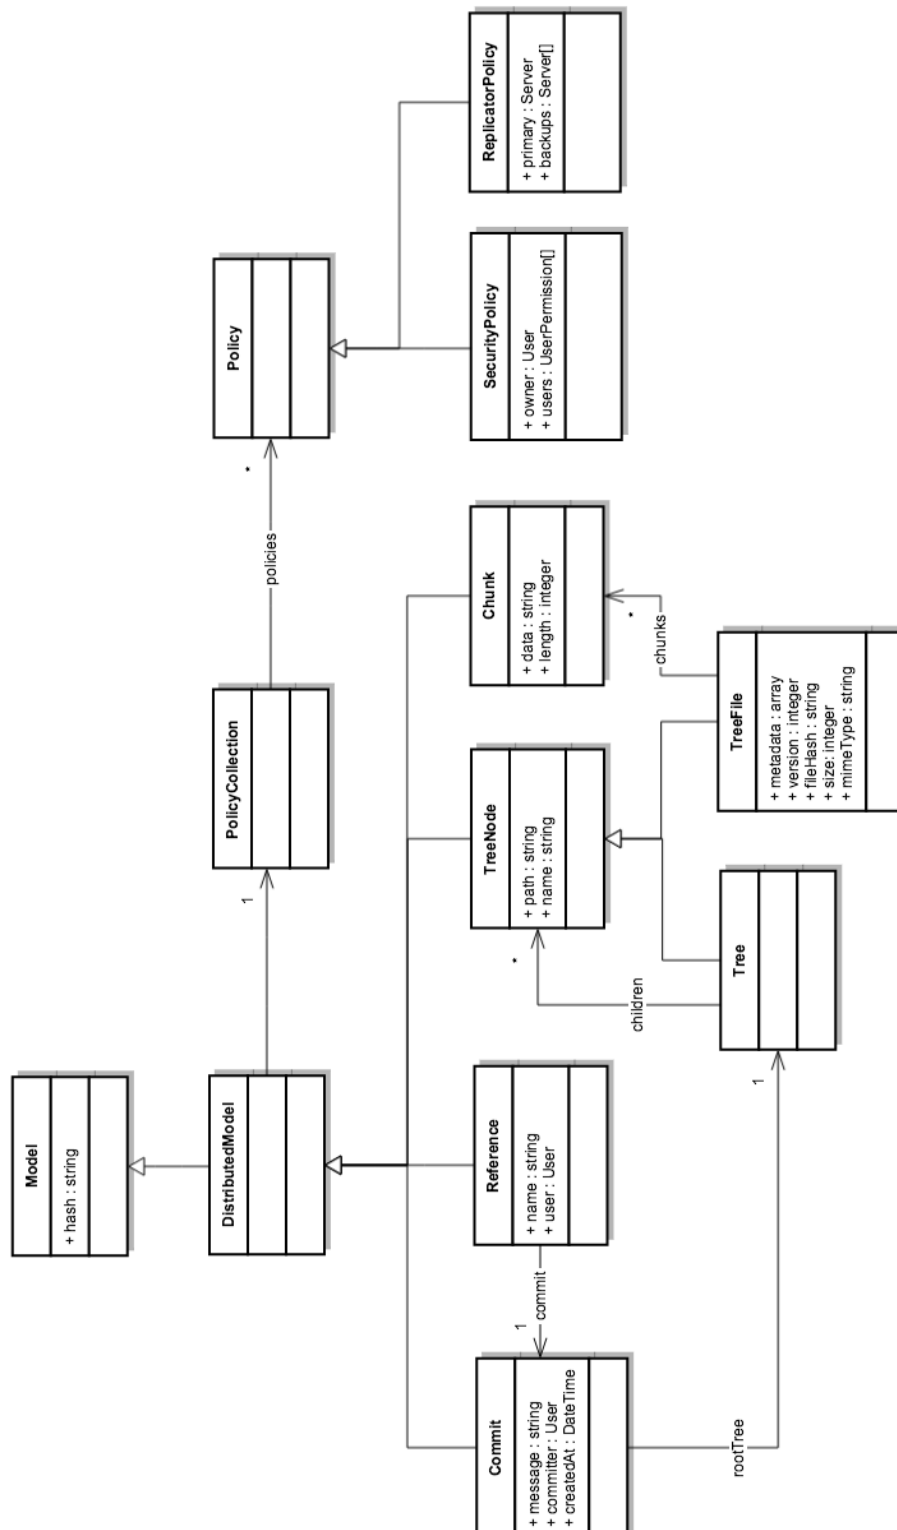 Model
+ hash : string
DistributedModel
1
PolicyCollection
policies
*
Policy
Commit
+ message : string
+ committer : User
+ createdAt : DateTime
1
commit
Reference
+ name : string
+ user : User
TreeNode
+ path : string
+ name : string
Chunk
+ data : string
+ length : integer
SecurityPolicy
+ owner : User
+ users : UserPermission[]
ReplicatorPolicy
+ primary : Server
+ backups : Server[]
*
children
*
chunks
rootTree
1
Tree
TreeFile
+ metadata : array
+ version : integer
+ fileHash : string
+ size: integer
+ mimeType : string